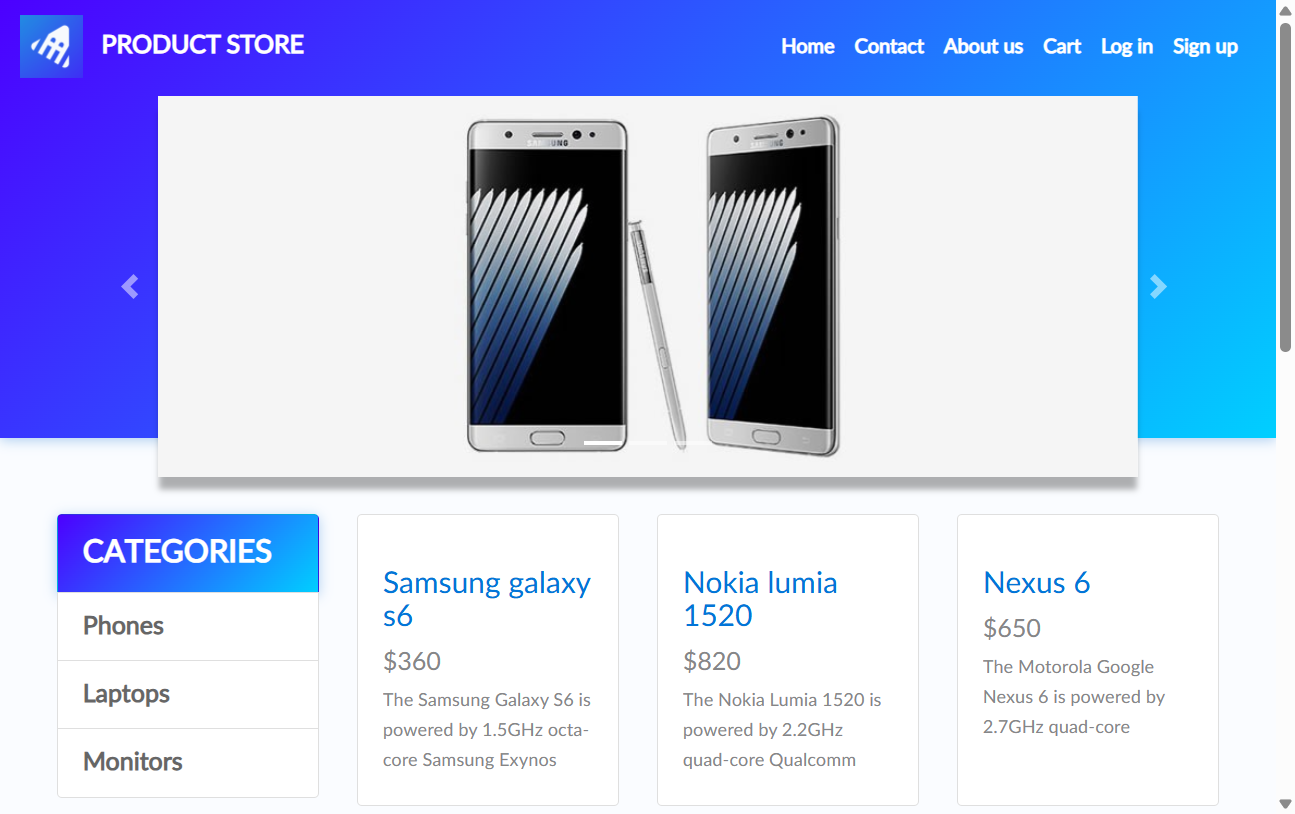 PRODUCT STORE
Home Contact About us Cart Log in Sign up
SAMSUNG
SAMSUNG
CATEGORIES
Phones
Laptops
Monitors
Samsung galaxy
s6
$360
The Samsung Galaxy S6 is
powered by 1.5GHz octa-
core Samsung Exynos
Nokia lumia
1520
$820
The Nokia Lumia 1520 is
powered by 2.2GHz
quad-core Qualcomm
Nexus 6
$650
The Motorola Google
Nexus 6 is powered by
2.7GHz quad-core